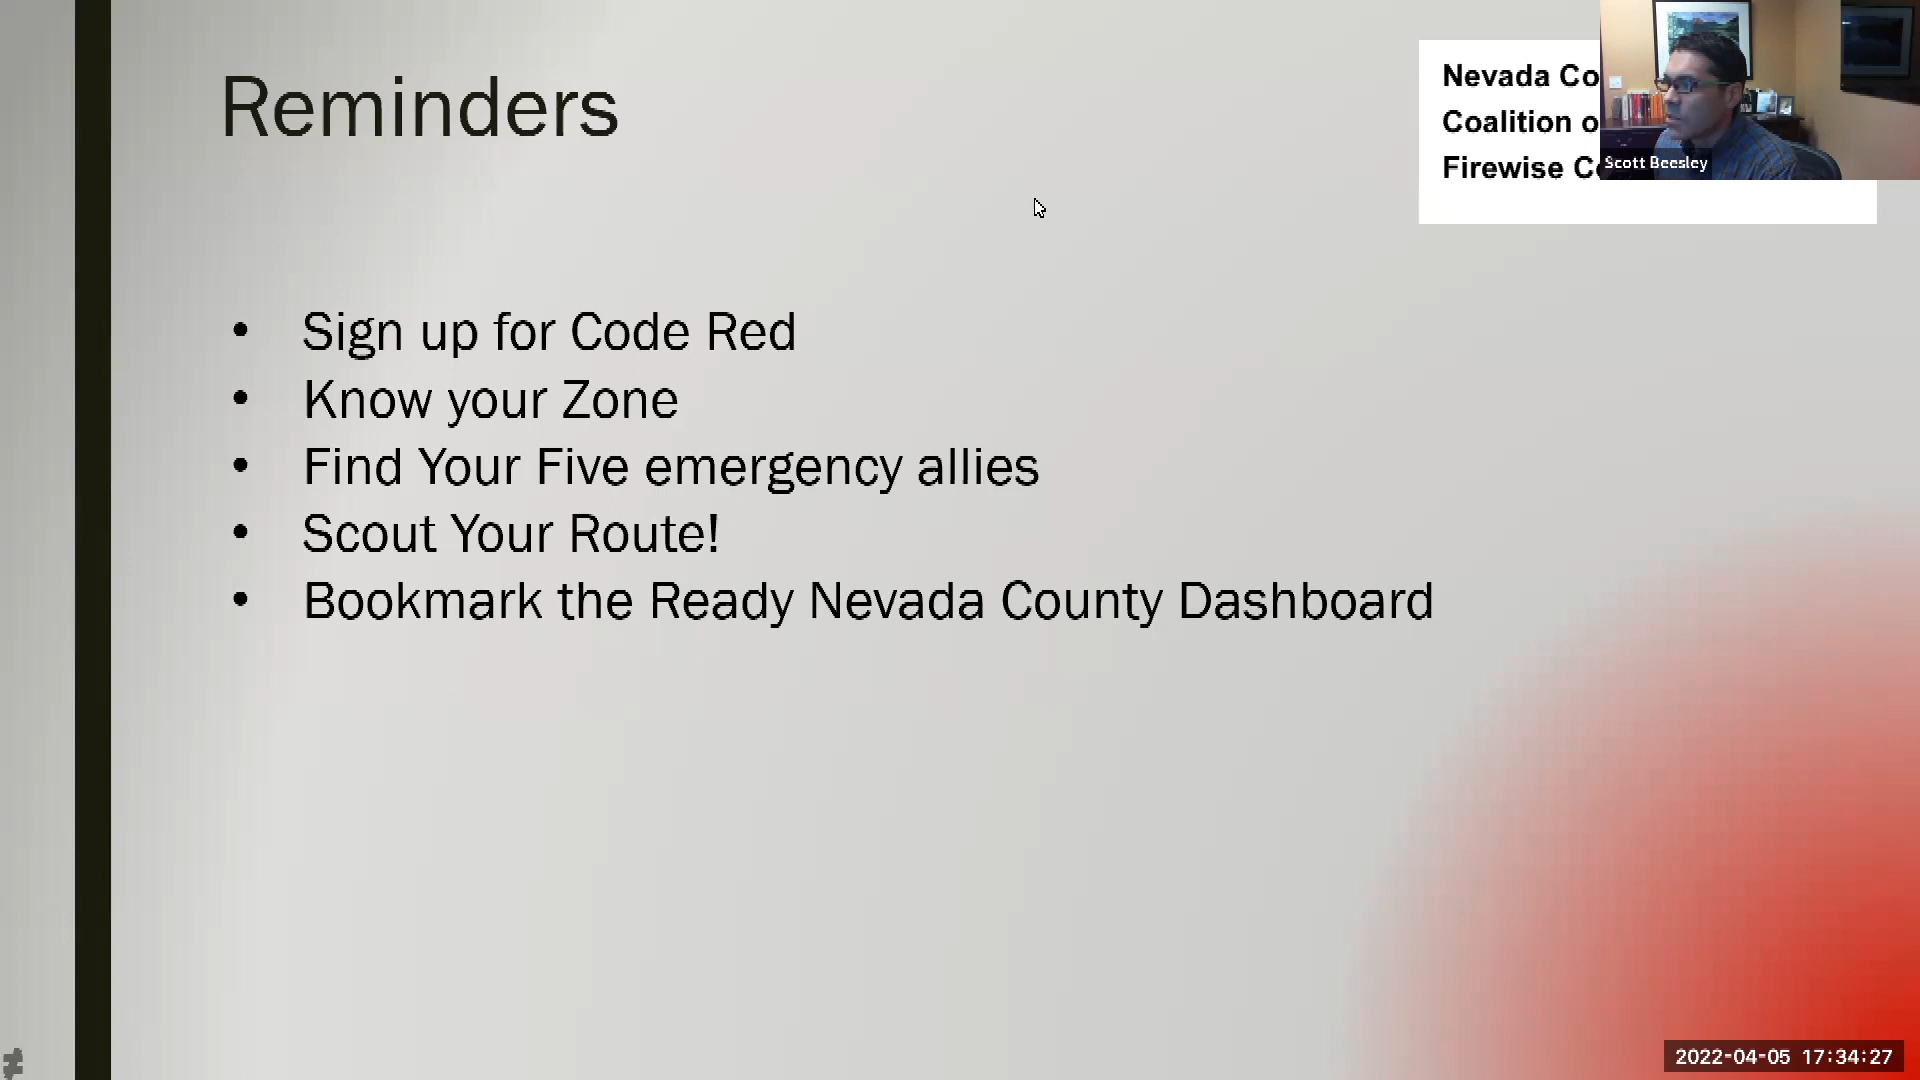 Reminders
Nevada Co
Coalition o
Firewise Co
Scott Beesley
• Sign up for Code Red
• Know your Zone
• Find Your Five emergency allies
• Scout Your Route!
• Bookmark the Ready Nevada County Dashboard
2022-04-05 17:34:27